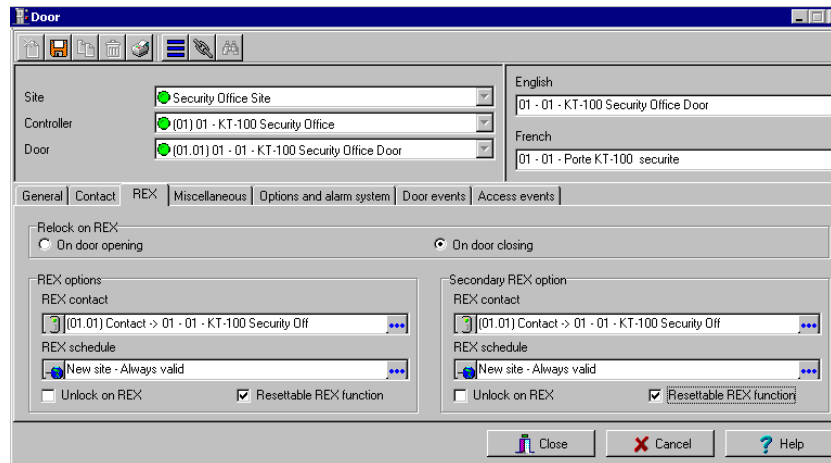 Door
English
Site Security Office Site
01 - 01 - KT-100 Security Office Door
Controller (01) 01 - KT-100 Security Office
French
Door (01.01) 01 - 01 - KT-100 Security Office Door
01 - 01 - Porte KT-100 securite
General Contact REX Miscellaneous Options and alarm system Door events Access events
Relock on REX
On door opening On door closing
REX options
REX contact
(01.01) Contact -> 01 - 01 - KT-100 Security Off
REX schedule
New site - Always valid
Unlock on REX Resettable REX function
Secondary REX option
REX contact
(01.01) Contact -> 01 - 01 - KT-100 Security Off
REX schedule
New site - Always valid
Unlock on REX Resettable REX function
Close Cancel Help